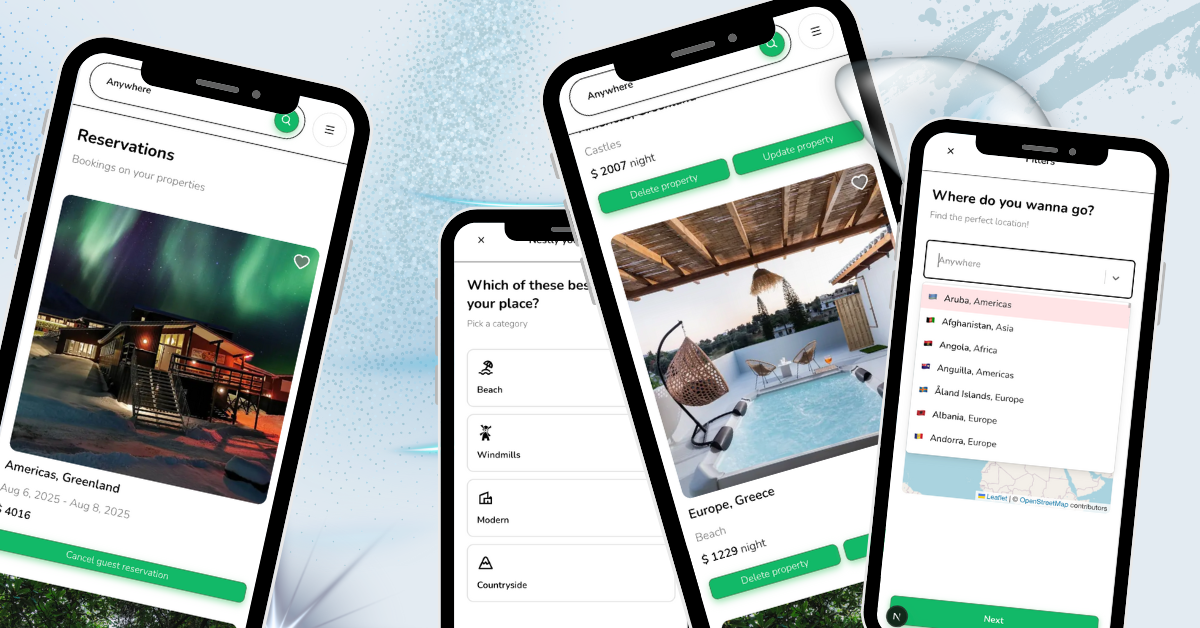 Anywhere
Reservations
Bookings on your properties
Americas, Greenland
Aug 6, 2025 - Aug 8, 2025
$ 4016
Cancel guest reservation
Which of these bes
your place?
Pick a category
Beach
Windmills
Modern
Countryside
Anywhere
Castles
$ 2007 night
Delete property
Update property
Europe, Greece
Beach
$ 1229 night
Delete property
Filters
Where do you wanna go?
Find the perfect location!
Anywhere
Aruba, Americas
Afghanistan, Asia
Angola, Africa
Anguilla, Americas
Åland Islands, Europe
Albania, Europe
Andorra, Europe
Leaflet | © OpenStreetMap contributors
N
Next